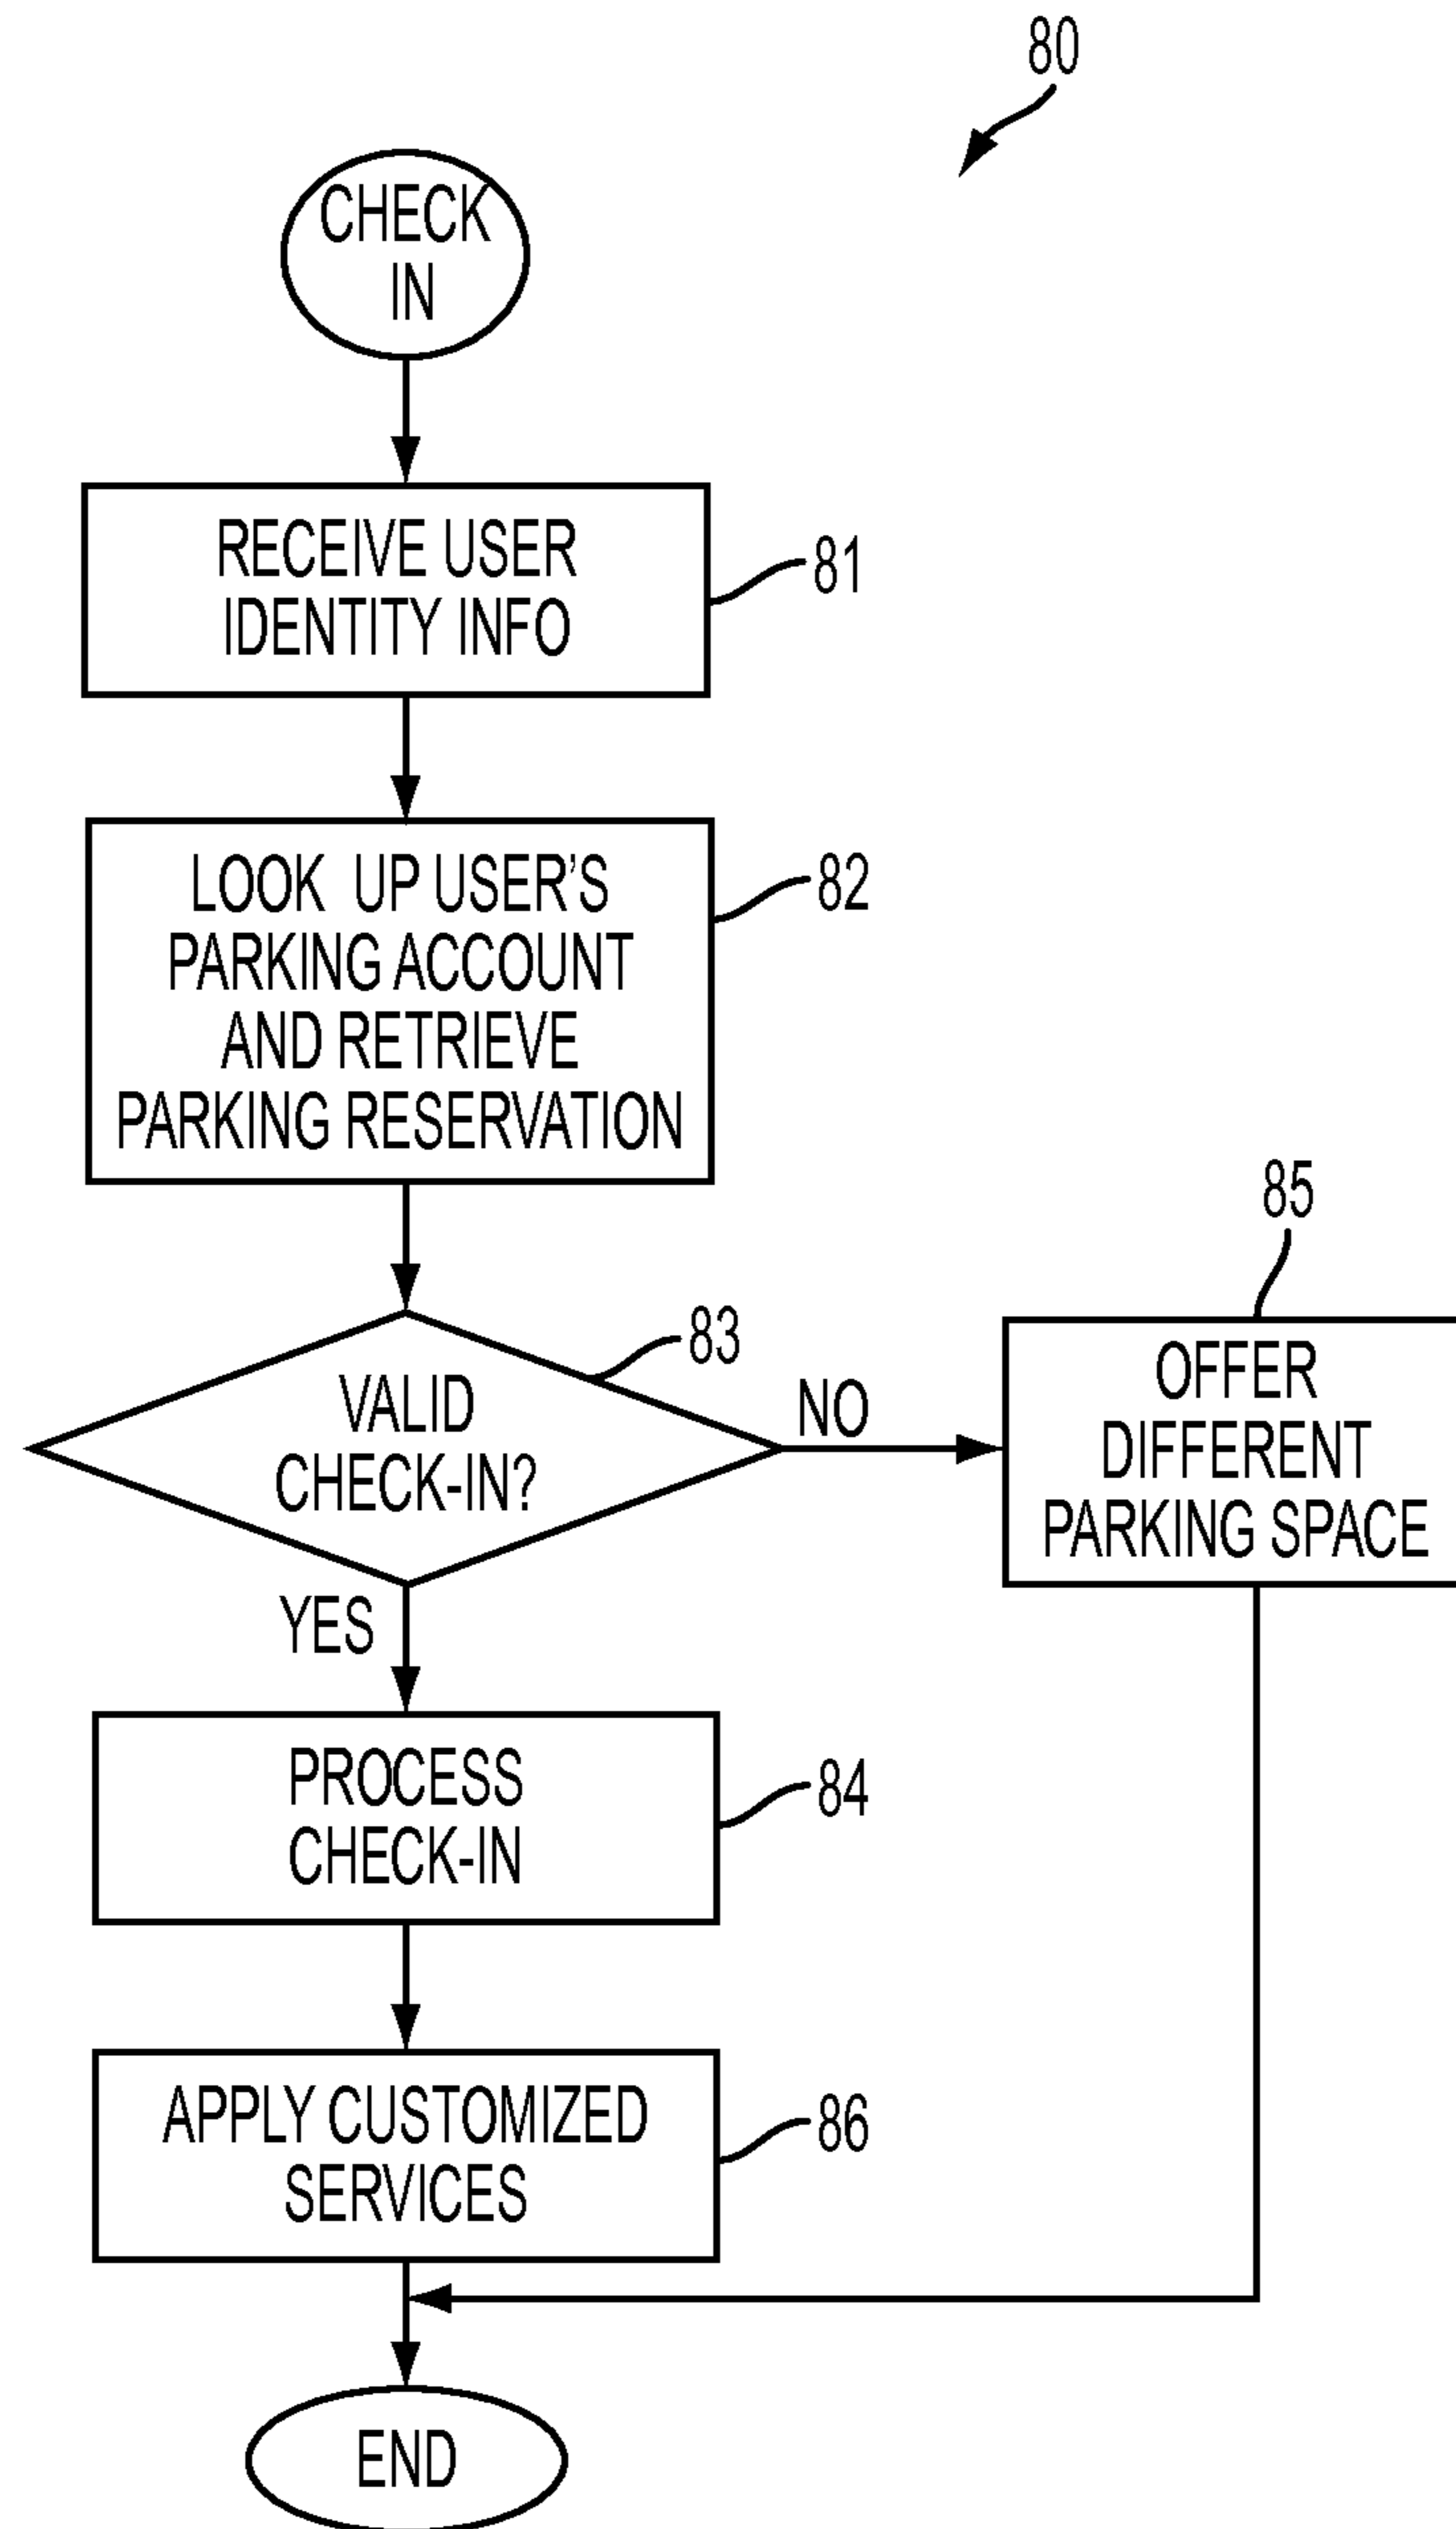 80
CHECK
IN
RECEIVE USER
IDENTITY INFO
81
LOOK UP USER'S
PARKING ACCOUNT
AND RETRIEVE
PARKING RESERVATION
82
VALID
CHECK-IN?
83
NO
YES
85
OFFER
DIFFERENT
PARKING SPACE
PROCESS
CHECK-IN
84
APPLY CUSTOMIZED
SERVICES
86
END